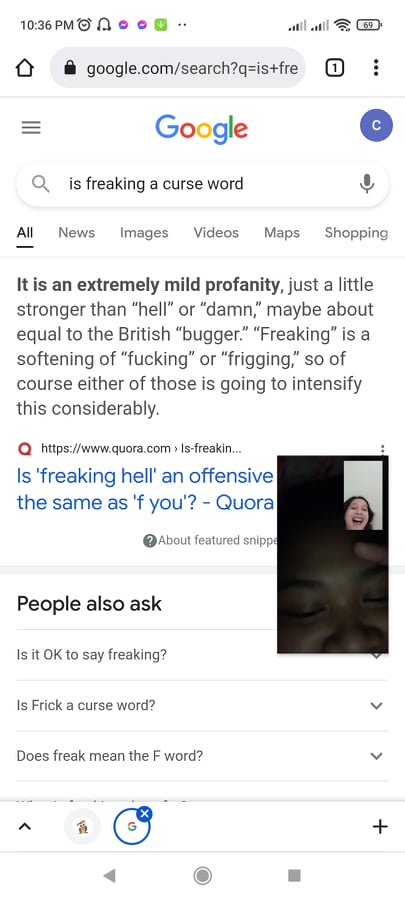 10:36 PM
69
google.com/search?q=is+fre
1
Google
C
is freaking a curse word
All News Images Videos Maps Shopping
It is an extremely mild profanity, just a little
stronger than “hell” or “damn,” maybe about
equal to the British “bugger.” “Freaking” is a
softening of “fucking” or “frigging,” so of
course either of those is going to intensify
this considerably.
https://www.quora.com › Is-freakin...
Is 'freaking hell' an offensive
the same as 'f you'? - Quora
About featured snippe
People also ask
Is it OK to say freaking?
Is Frick a curse word?
Does freak mean the F word?